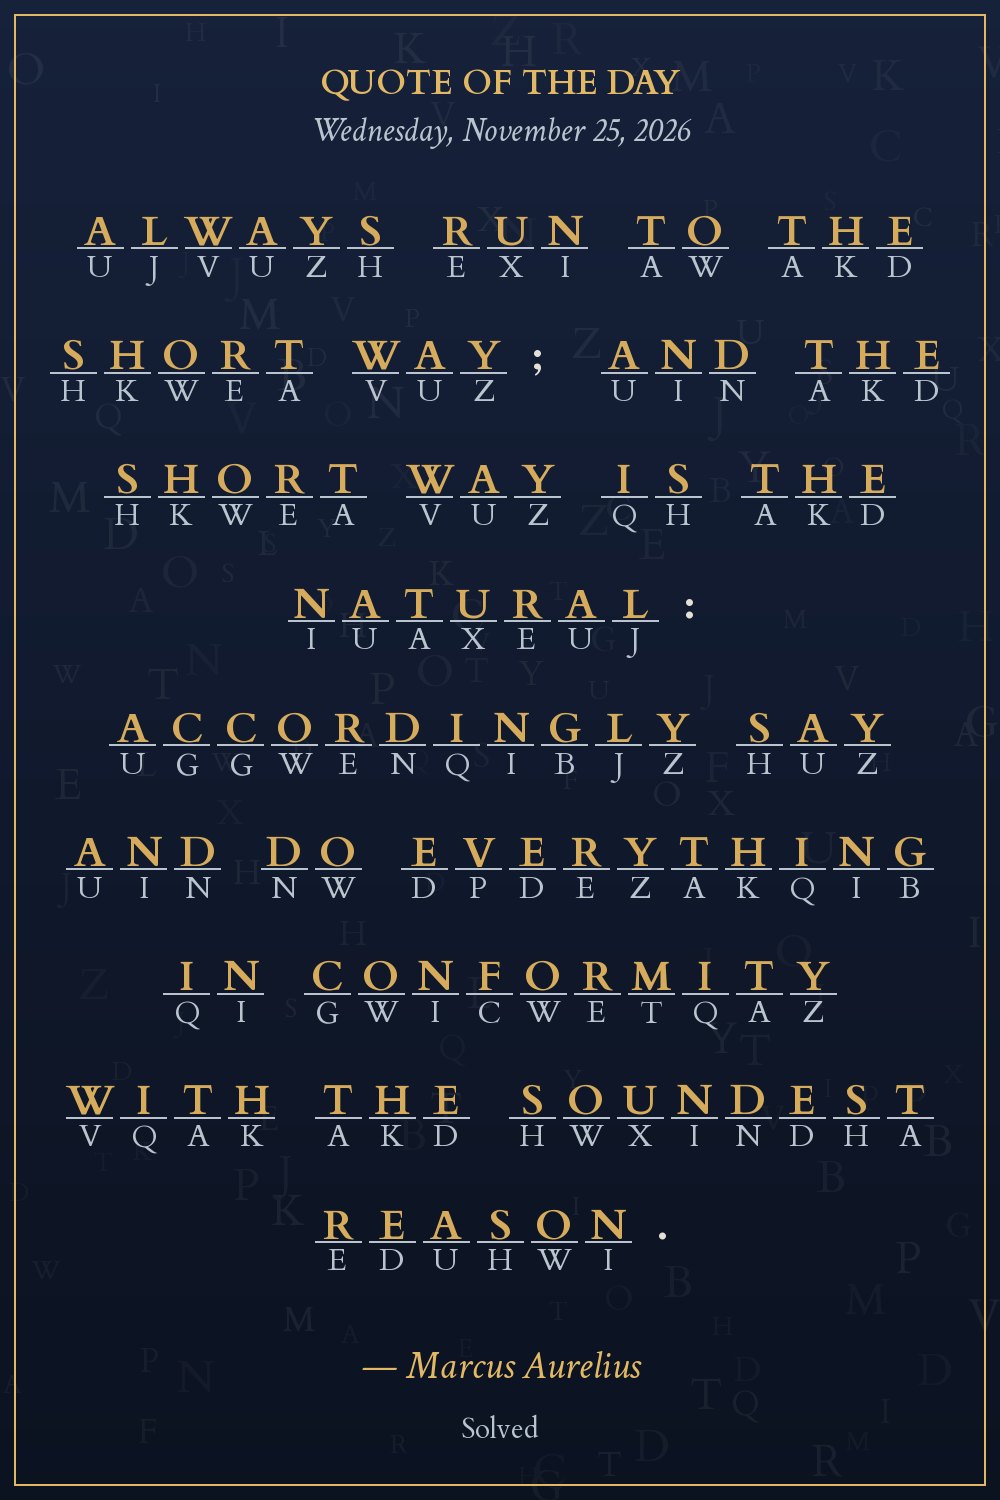 QUOTE OF THE DAY
Wednesday, November 25, 2026
ALWAYS RUN TO THE
UJVUZH EXI AW AKD
SHORT WAY ; AND THE
HKWEA VUZ UIN AKD
SHORT WAY IS THE
HKWEA VUZ QH AKD
NATURAL :
IUAXEUJ
ACCORDINGLY SAY
UGGWENQIBJZ HUZ
AND DO EVERYTHING
UIN NW DPDEZAKQIB
IN CONFORMITY
QI GWICWETQAZ
WITH THE SOUNDEST
VQAK AKD HWXINDHA
REASON .
EDUHWI
— Marcus Aurelius
Solved